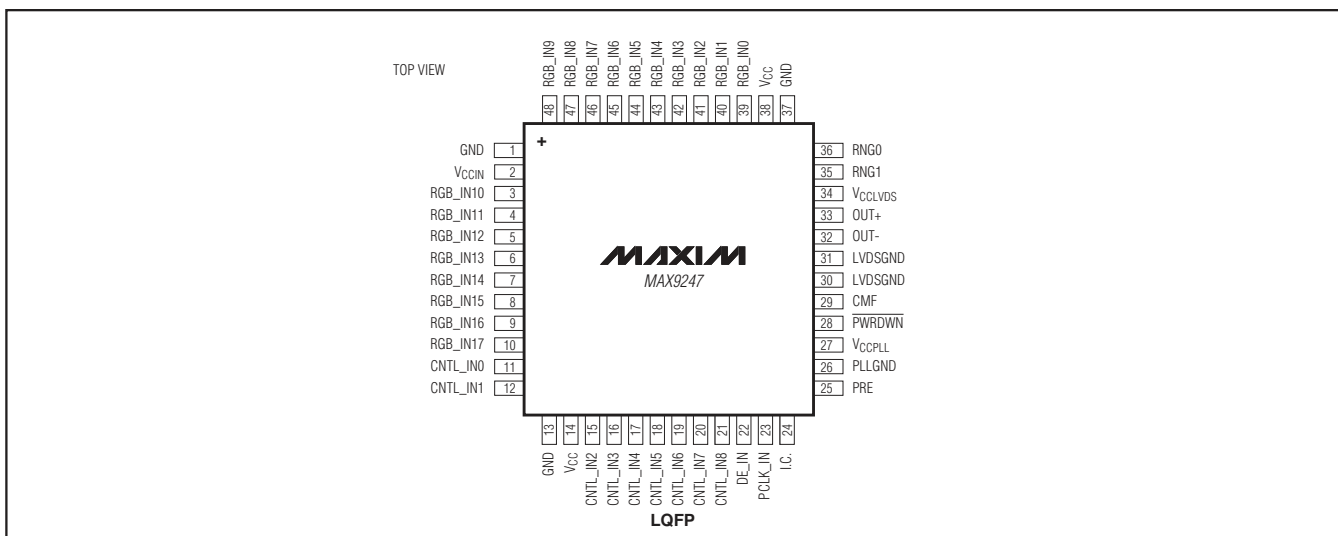 TOP VIEW
RGB_IN9
RGB_IN8
RGB_IN7
RGB_IN6
RGB_IN5
RGB_IN4
RGB_IN3
RGB_IN2
RGB_IN1
RGB_IN0
VCC
GND
48
47
46
45
44
43
42
41
40
39
38
37
+
GND 1
VCCIN 2
RGB_IN10 3
RGB_IN11 4
RGB_IN12 5
RGB_IN13 6
RGB_IN14 7
RGB_IN15 8
RGB_IN16 9
RGB_IN17 10
CNTL_IN0 11
CNTL_IN1 12
MAXIM
MAX9247
36 RNG0
35 RNG1
34 VCCLVDS
33 OUT+
32 OUT-
31 LVDSGND
30 LVDSGND
29 CMF
28 PWRDWN
27 VCCPLL
26 PLLGND
25 PRE
13
14
15
16
17
18
19
20
21
22
23
24
GND
VCC
CNTL_IN2
CNTL_IN3
CNTL_IN4
CNTL_IN5
CNTL_IN6
CNTL_IN7
CNTL_IN8
DE_IN
PCLK_IN
I.C.
LQFP